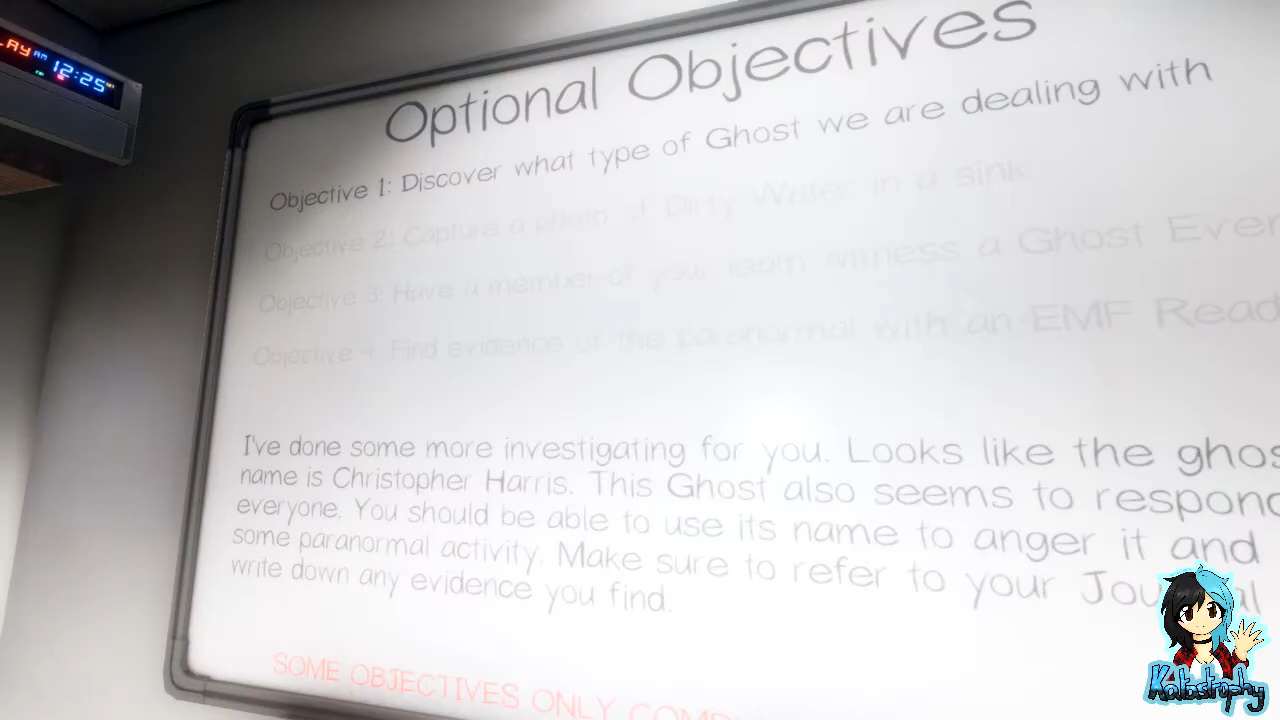 LAY AM 12:25
Optional Objectives
Objective 1: Discover what type of Ghost we are dealing with
Objective 2: Capture a photo of Dirty Water in a sink
Objective 3: Have a member of your team witness a Ghost Even
Objective 4: Find evidence of the paranormal with an EMF Read
I've done some more investigating for you. Looks like the ghos
name is Christopher Harris. This Ghost also seems to respond
everyone. You should be able to use its name to anger it and
some paranormal activity. Make sure to refer to your Journal
write down any evidence you find.
SOME OBJECTIVES ONLY COMP
Katastrophy